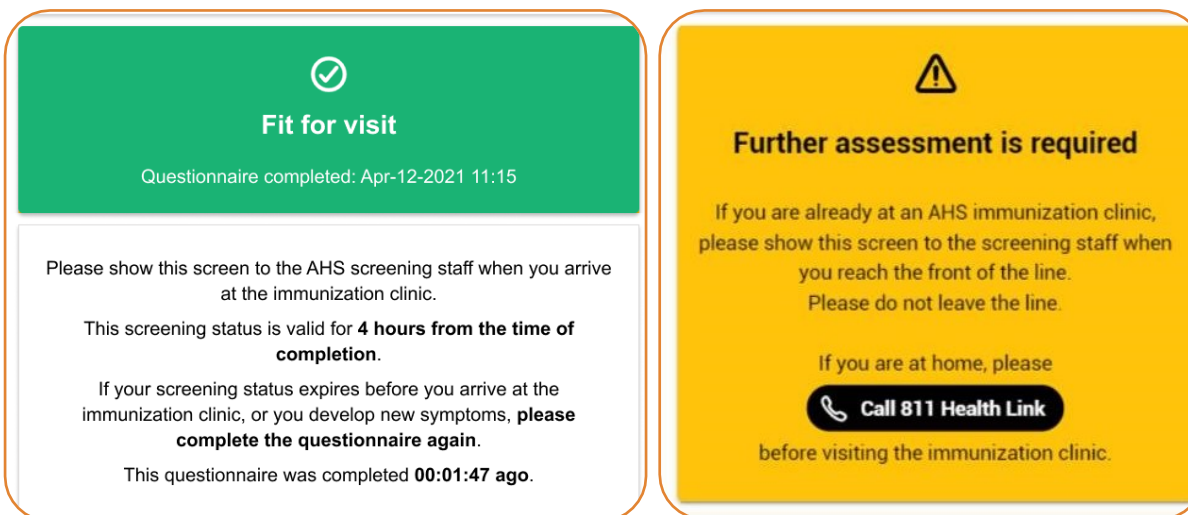 Fit for visit
Questionnaire completed: Apr-12-2021 11:15
Please show this screen to the AHS screening staff when you arrive
at the immunization clinic.
This screening status is valid for 4 hours from the time of
completion.
If your screening status expires before you arrive at the
immunization clinic, or you develop new symptoms, please
complete the questionnaire again.
This questionnaire was completed 00:01:47 ago.
Further assessment is required
If you are already at an AHS immunization clinic,
please show this screen to the screening staff when
you reach the front of the line.
Please do not leave the line.
If you are at home, please
Call 811 Health Link
before visiting the immunization clinic.